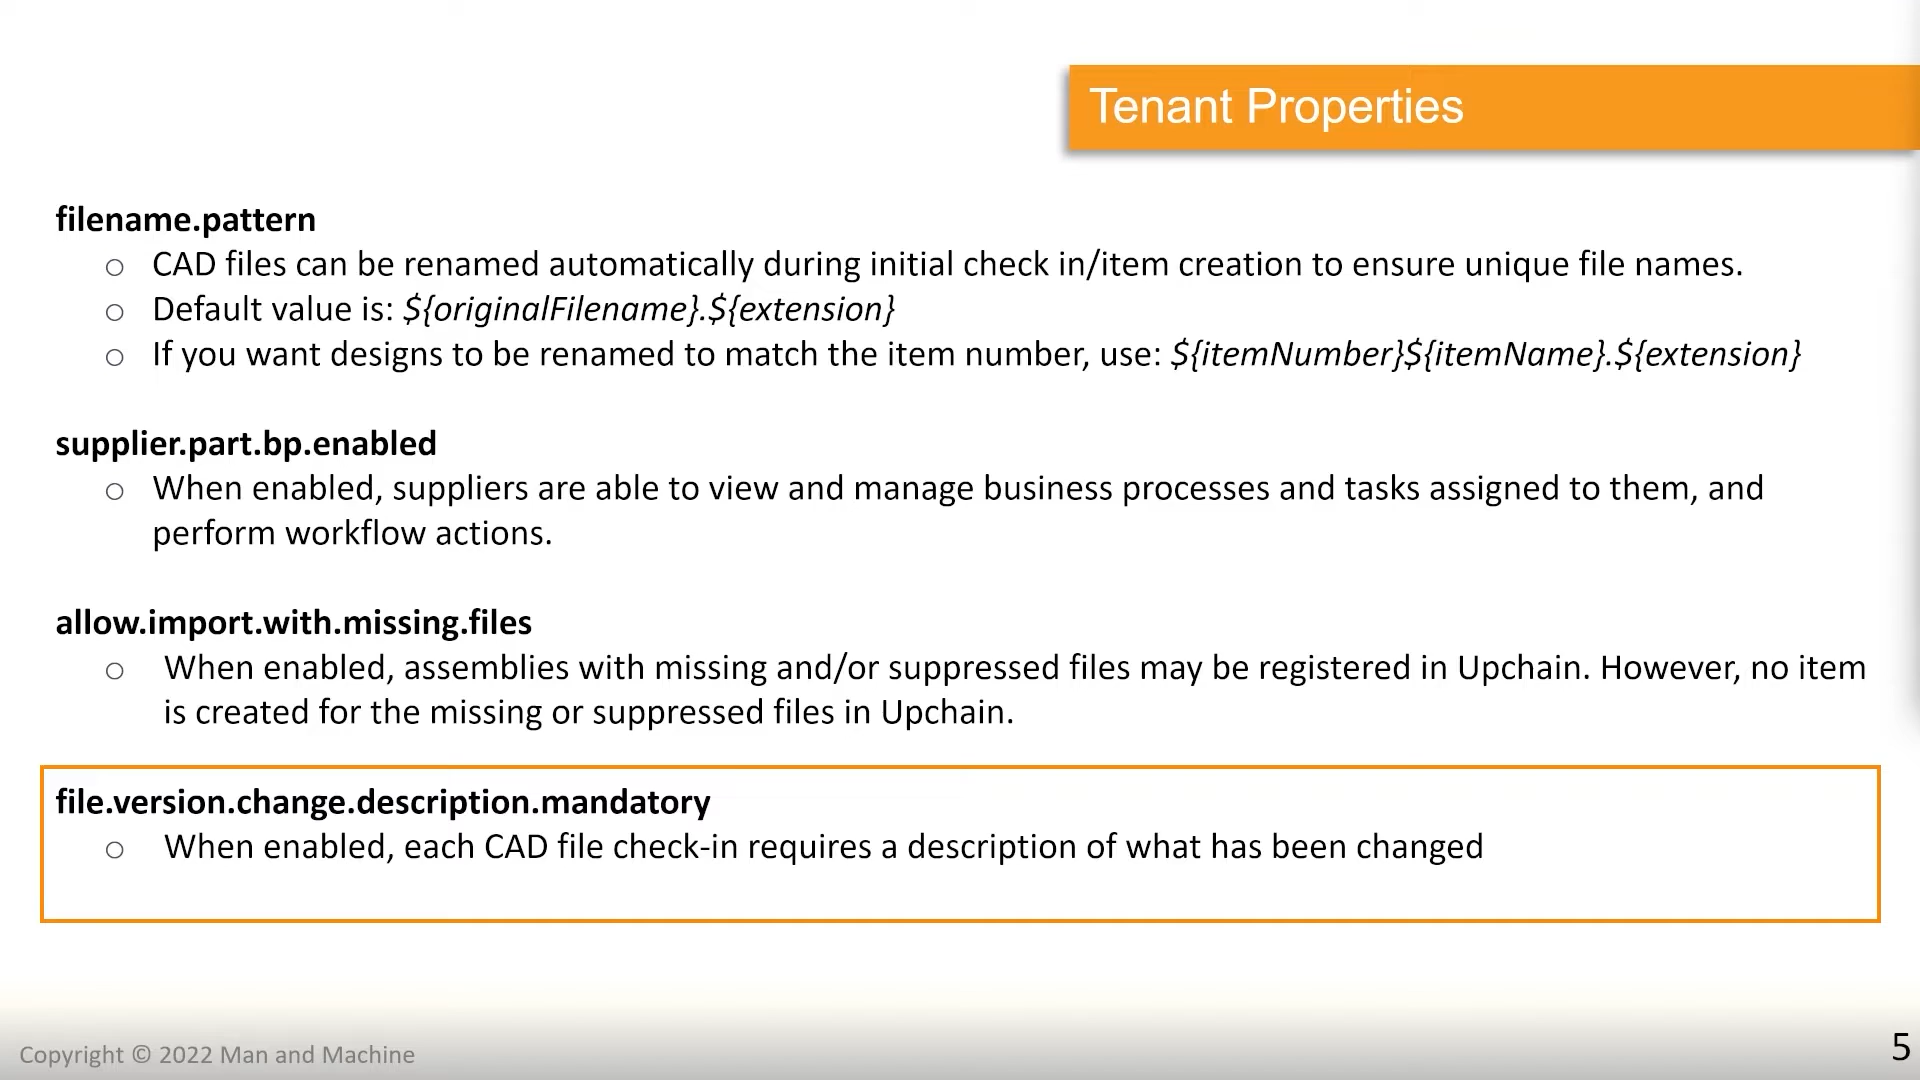 Tenant Properties
filename.pattern
○ CAD files can be renamed automatically during initial check in/item creation to ensure unique file names.
○ Default value is: ${originalFilename}.${extension}
○ If you want designs to be renamed to match the item number, use: ${itemNumber}${itemName}.${extension}
supplier.part.bp.enabled
○ When enabled, suppliers are able to view and manage business processes and tasks assigned to them, and
perform workflow actions.
allow.import.with.missing.files
○ When enabled, assemblies with missing and/or suppressed files may be registered in Upchain. However, no item
is created for the missing or suppressed files in Upchain.
file.version.change.description.mandatory
○ When enabled, each CAD file check-in requires a description of what has been changed
Copyright © 2022 Man and Machine
5